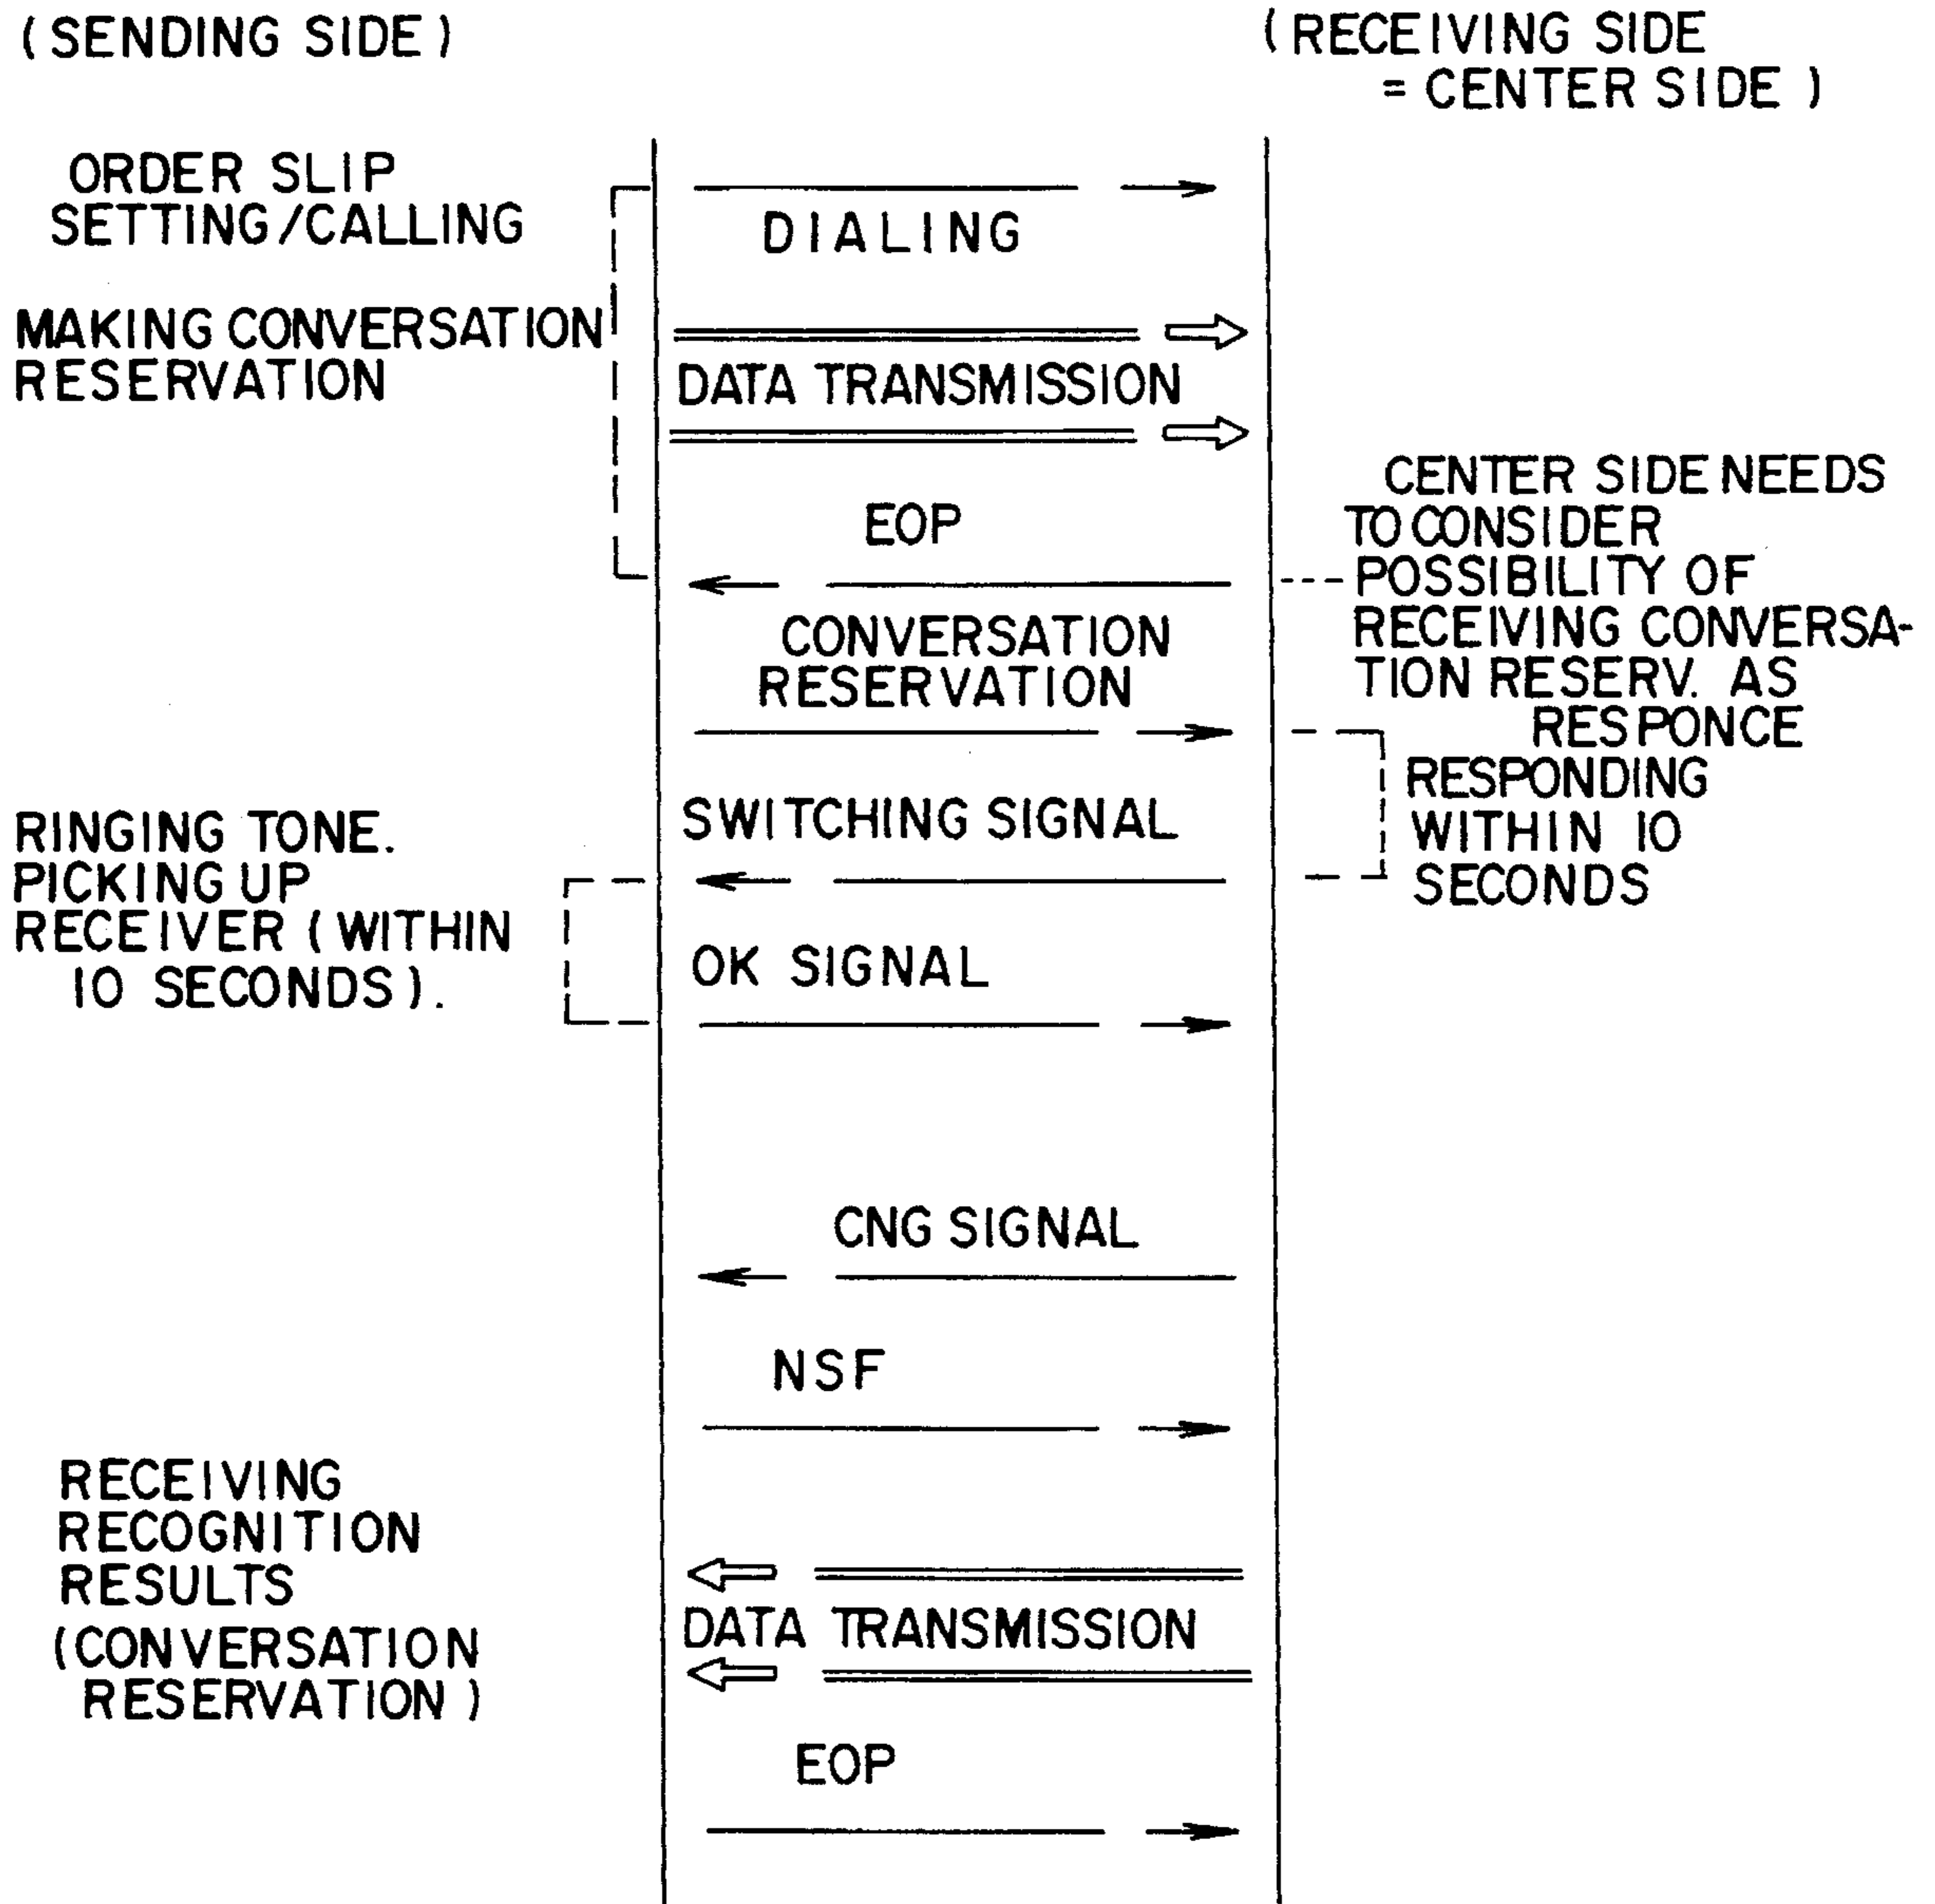 (SENDING SIDE)
(RECEIVING SIDE
= CENTER SIDE)
ORDER SLIP
SETTING/CALLING
DIALING
MAKING CONVERSATION
RESERVATION
DATA TRANSMISSION
EOP
CENTER SIDE NEEDS
TO CONSIDER
POSSIBILITY OF
RECEIVING CONVERSA-
TION RESERV. AS
RESPONCE
CONVERSATION
RESERVATION
RESPONDING
WITHIN 10
SECONDS
SWITCHING SIGNAL
RINGING TONE.
PICKING UP
RECEIVER (WITHIN
10 SECONDS).
OK SIGNAL
CNG SIGNAL
NSF
RECEIVING
RECOGNITION
RESULTS
(CONVERSATION
RESERVATION)
DATA TRANSMISSION
EOP